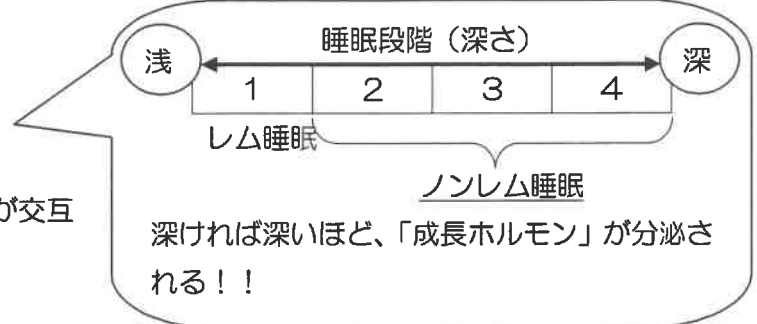 睡眠段階（深さ）
浅
深
1 2 3 4
レム睡眠
ノンレム睡眠
が交互
深ければ深いほど、「成長ホルモン」が分泌さ
れる！！